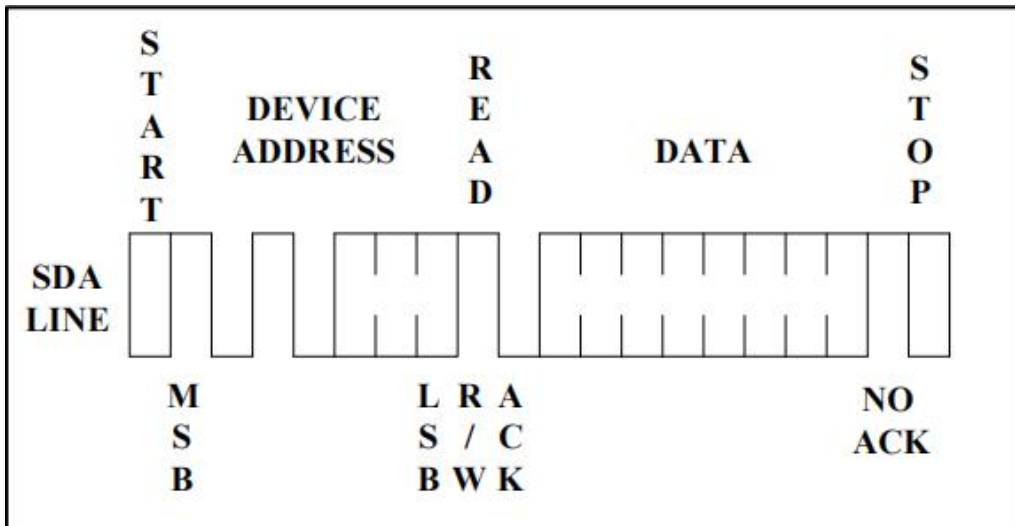 START
DEVICE
ADDRESS
READ
DATA
STOP
SDA
LINE
MSB
LSB
R/W
ACK
NO
ACK